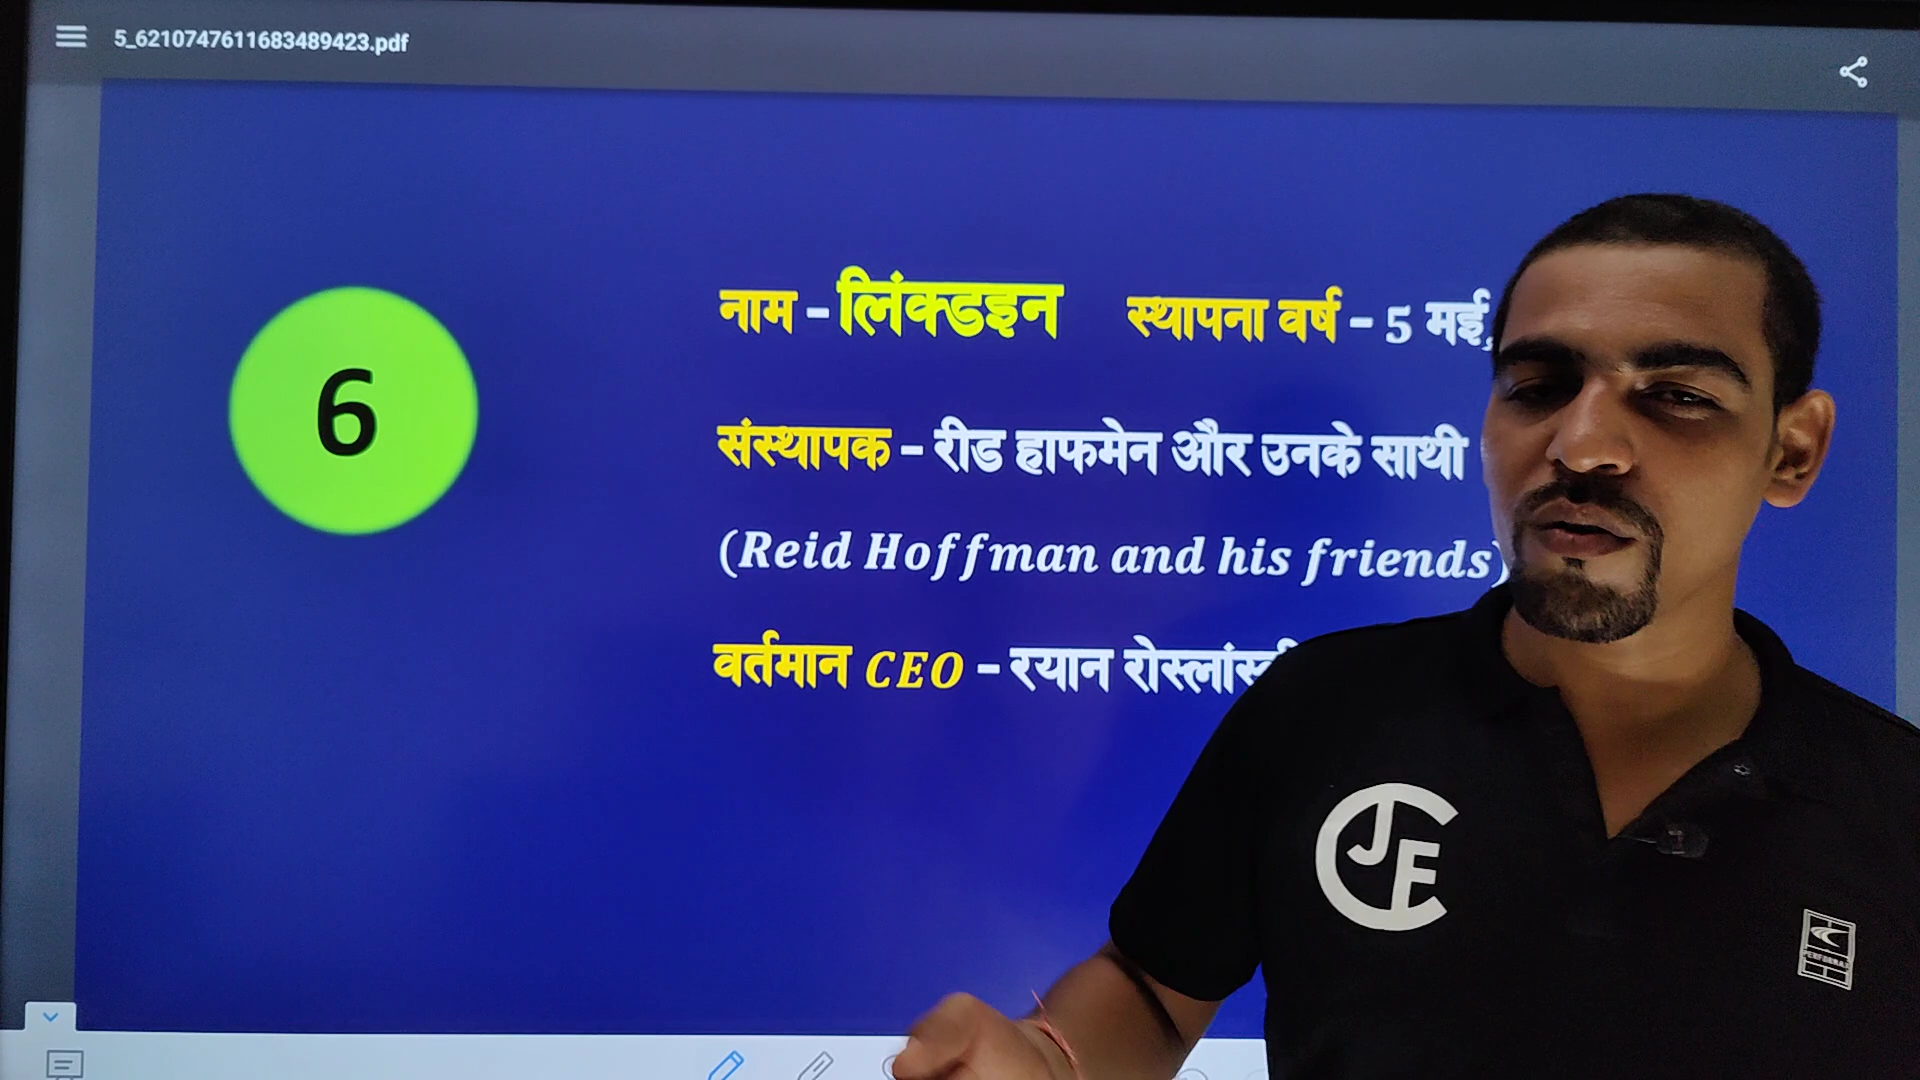 5_6210747611683489423.pdf
नाम – लिंक्डइन स्थापना वर्ष – 5 मई,
6
संस्थापक – रीड हाफमेन और उनके साथी
(Reid Hoffman and his friends)
वर्तमान CEO – रयान
CJE